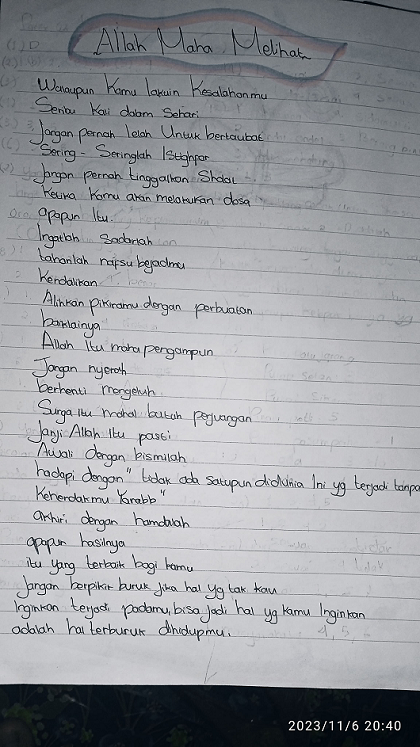 Allah Maha Melihat
Walaupun Kamu lakuin Kesalahanmu
Seribu Kali dalam Sehari
Jangan pernah lelah Untuk bertaubat
Sering - Seringlah Istighpar
Jangan pernah tinggalkan Sholat
Ketika Kamu akan melakukan dosa
apapun Itu.
Ingatlah Sadarlah
tahanlah napsu bejadmu
Kendalikan
Alihkan pikiranmu dengan perbuatan
baklainya
Allah Itu maha pengampun
Jangan nyerah
berhenti mengeluh
Surga Itu mahal butuh perjuangan
Janji Allah Itu pasti
Awali dengan bismilah
hadapi dengan " tidak ada satupun didunia Ini yg terjadi tanpa
Kehendakmu Yarabb "
akhiri dengan hamdalah
apapun hasilnya
itu yang terbaik bagi kamu
Jangan berpikir buruk Jika hal yg tak kau
Inginkan terjadi padamu, bisa jadi hal yg kamu Inginkan
adalah hal terburuk dihidupmu.
2023/11/6 20:40